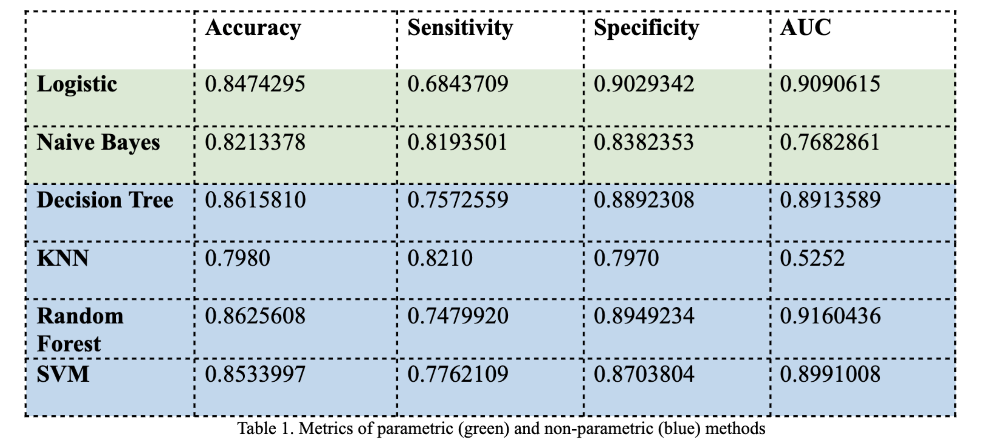 Accuracy Sensitivity Specificity AUC
Logistic 0.8474295 0.6843709 0.9029342 0.9090615
Naive Bayes 0.8213378 0.8193501 0.8382353 0.7682861
Decision Tree 0.8615810 0.7572559 0.8892308 0.8913589
KNN 0.7980 0.8210 0.7970 0.5252
Random 0.8625608 0.7479920 0.8949234 0.9160436
Forest
SVM 0.8533997 0.7762109 0.8703804 0.8991008
Table 1. Metrics of parametric (green) and non-parametric (blue) methods